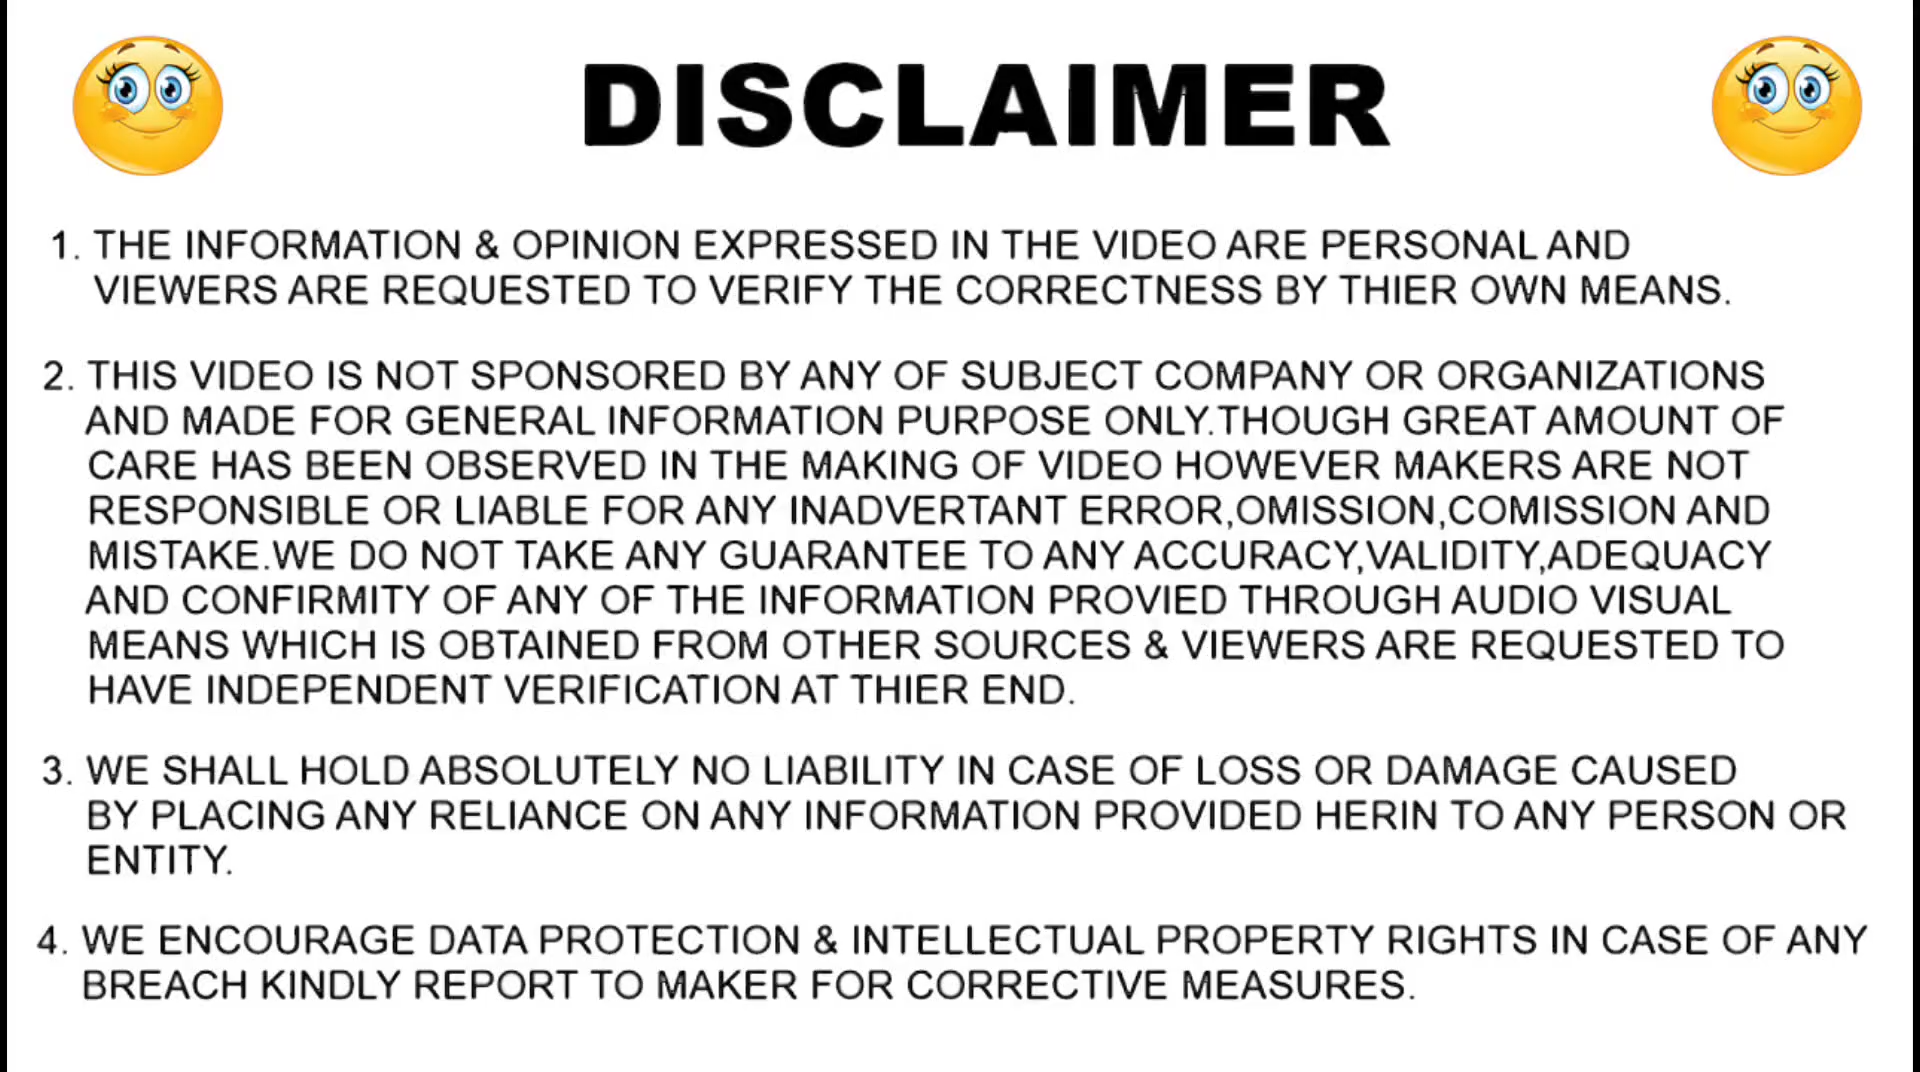 DISCLAIMER
1. THE INFORMATION & OPINION EXPRESSED IN THE VIDEO ARE PERSONAL AND
VIEWERS ARE REQUESTED TO VERIFY THE CORRECTNESS BY THIER OWN MEANS.
2. THIS VIDEO IS NOT SPONSORED BY ANY OF SUBJECT COMPANY OR ORGANIZATIONS
AND MADE FOR GENERAL INFORMATION PURPOSE ONLY.THOUGH GREAT AMOUNT OF
CARE HAS BEEN OBSERVED IN THE MAKING OF VIDEO HOWEVER MAKERS ARE NOT
RESPONSIBLE OR LIABLE FOR ANY INADVERTANT ERROR,OMISSION,COMISSION AND
MISTAKE.WE DO NOT TAKE ANY GUARANTEE TO ANY ACCURACY,VALIDITY,ADEQUACY
AND CONFIRMITY OF ANY OF THE INFORMATION PROVIED THROUGH AUDIO VISUAL
MEANS WHICH IS OBTAINED FROM OTHER SOURCES & VIEWERS ARE REQUESTED TO
HAVE INDEPENDENT VERIFICATION AT THIER END.
3. WE SHALL HOLD ABSOLUTELY NO LIABILITY IN CASE OF LOSS OR DAMAGE CAUSED
BY PLACING ANY RELIANCE ON ANY INFORMATION PROVIDED HERIN TO ANY PERSON OR
ENTITY.
4. WE ENCOURAGE DATA PROTECTION & INTELLECTUAL PROPERTY RIGHTS IN CASE OF ANY
BREACH KINDLY REPORT TO MAKER FOR CORRECTIVE MEASURES.